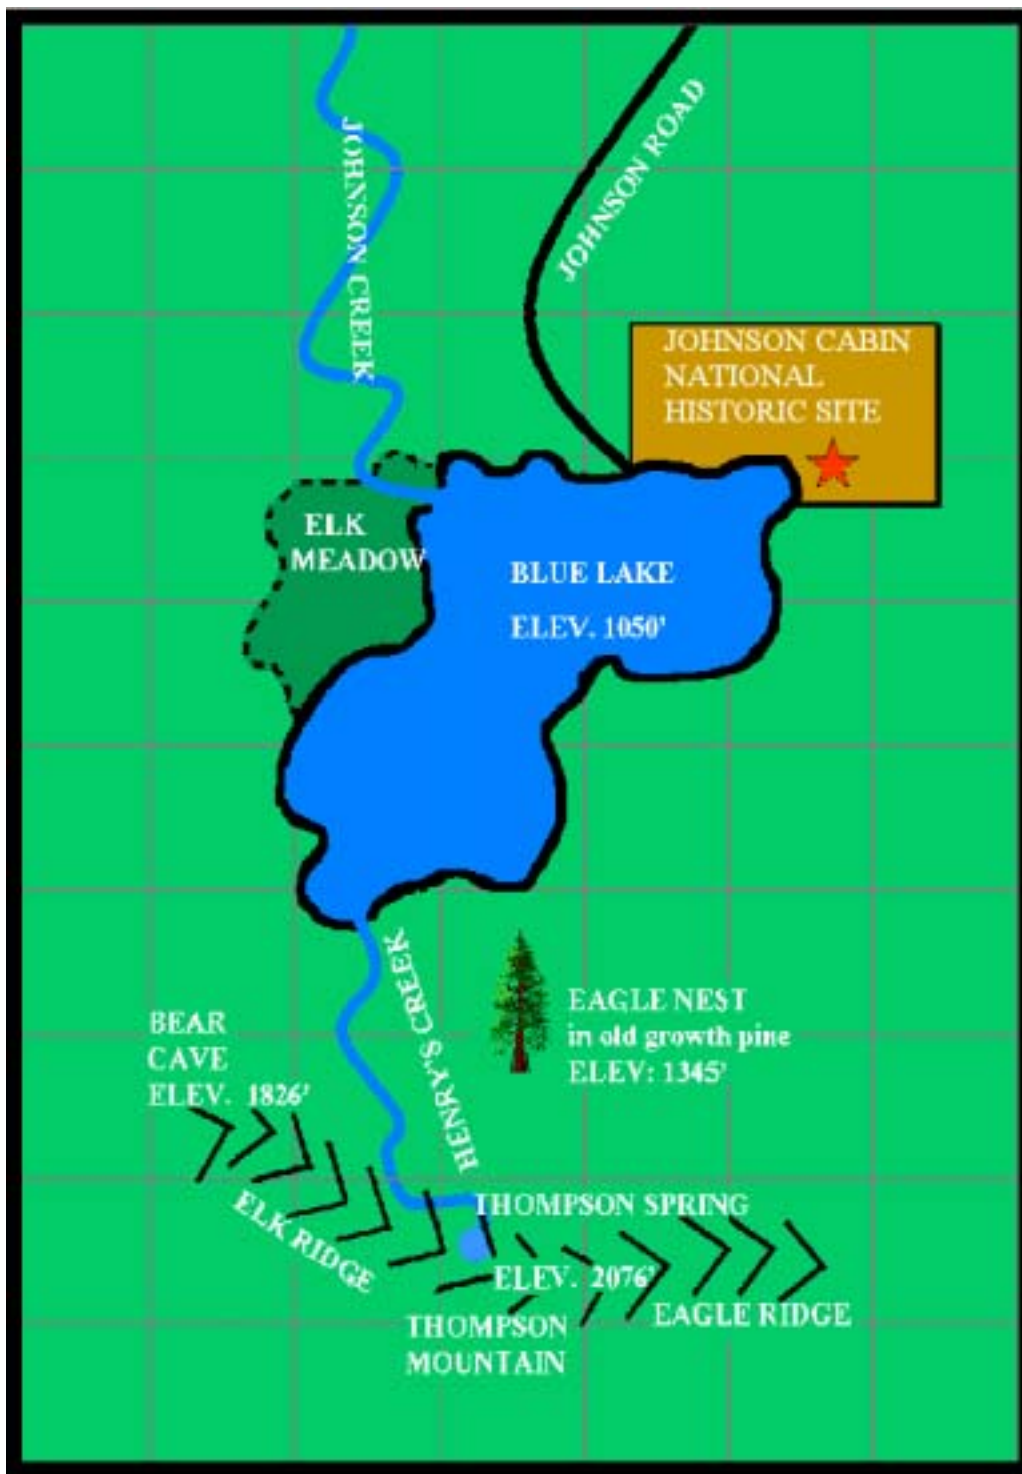 JOHNSON CREEK
JOHNSON ROAD
JOHNSON CABIN
NATIONAL
HISTORIC SITE
ELK
MEADOW
BLUE LAKE
ELEV. 1050'
HENRY'S CREEK
EAGLE NEST
in old growth pine
ELEV: 1345'
BEAR
CAVE
ELEV. 1826'
ELK RIDGE
THOMPSON SPRING
ELEV. 2076'
EAGLE RIDGE
THOMPSON
MOUNTAIN